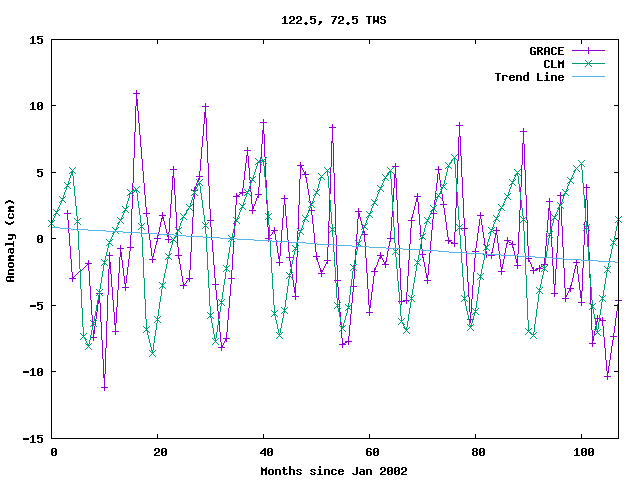 122.5, 72.5 TWS
GRACE
CLM
Trend Line
Anomaly (cm)
15
10
5
0
-5
-10
-15
0 20 40 60 80 100
Months since Jan 2002